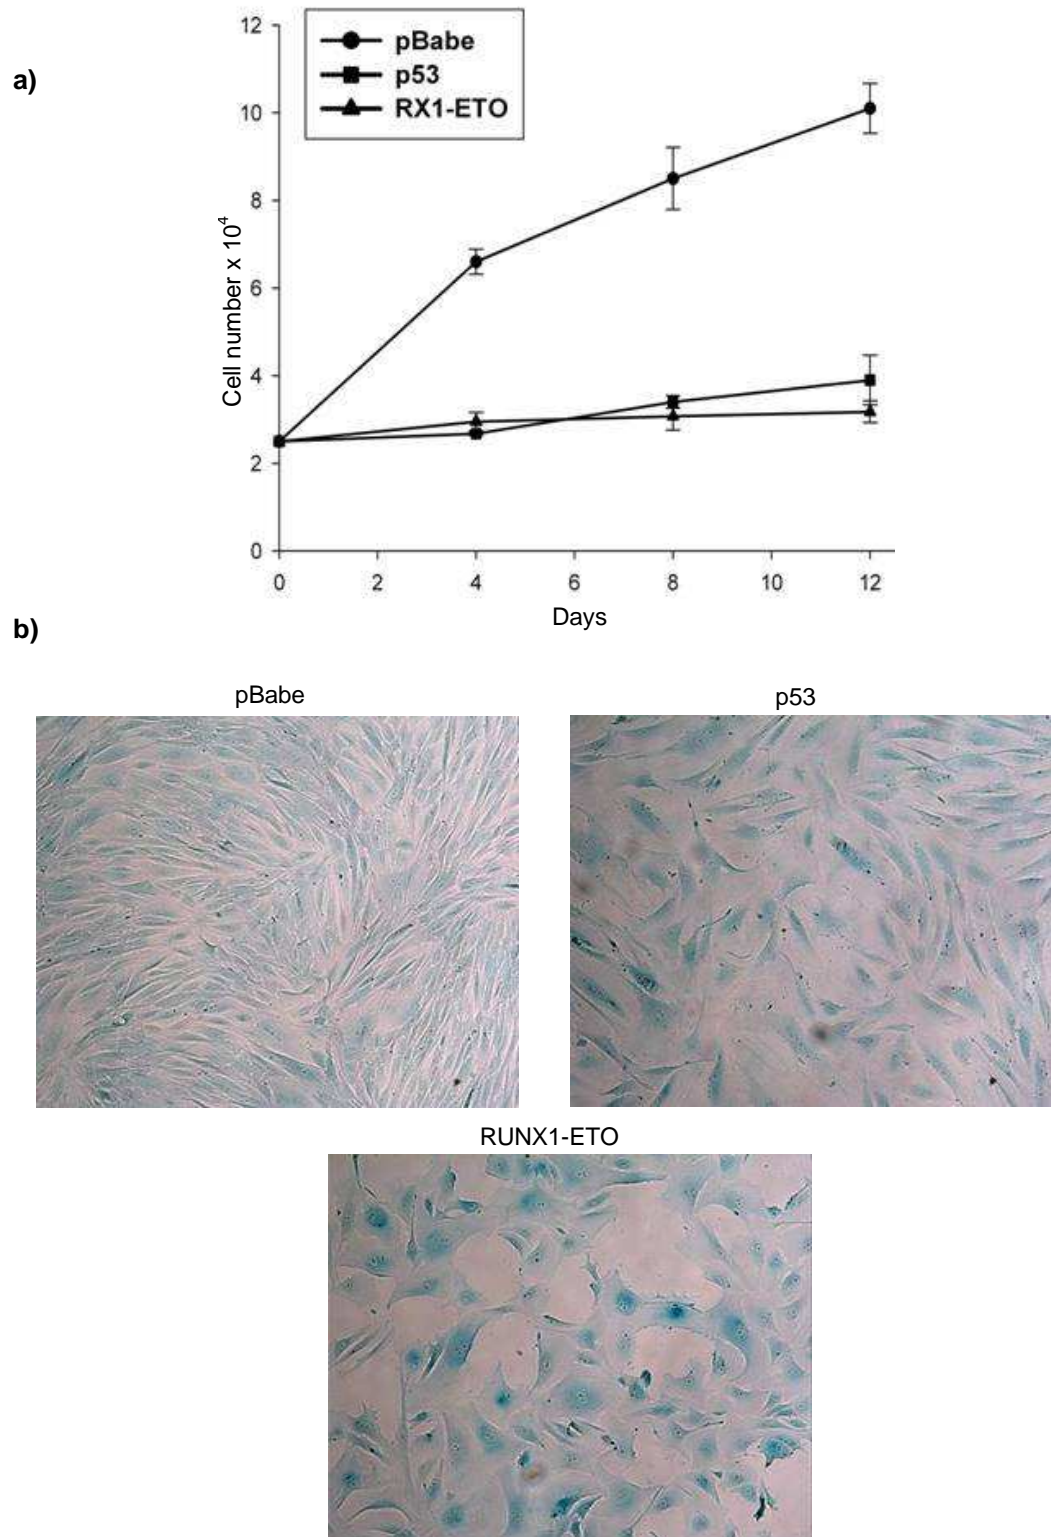 a)
pBabe
p53
RX1-ETO
12
10
8
6
4
2
0
Cell number x 10⁴
0 2 4 6 8 10 12
Days
b)
pBabe
p53
RUNX1-ETO